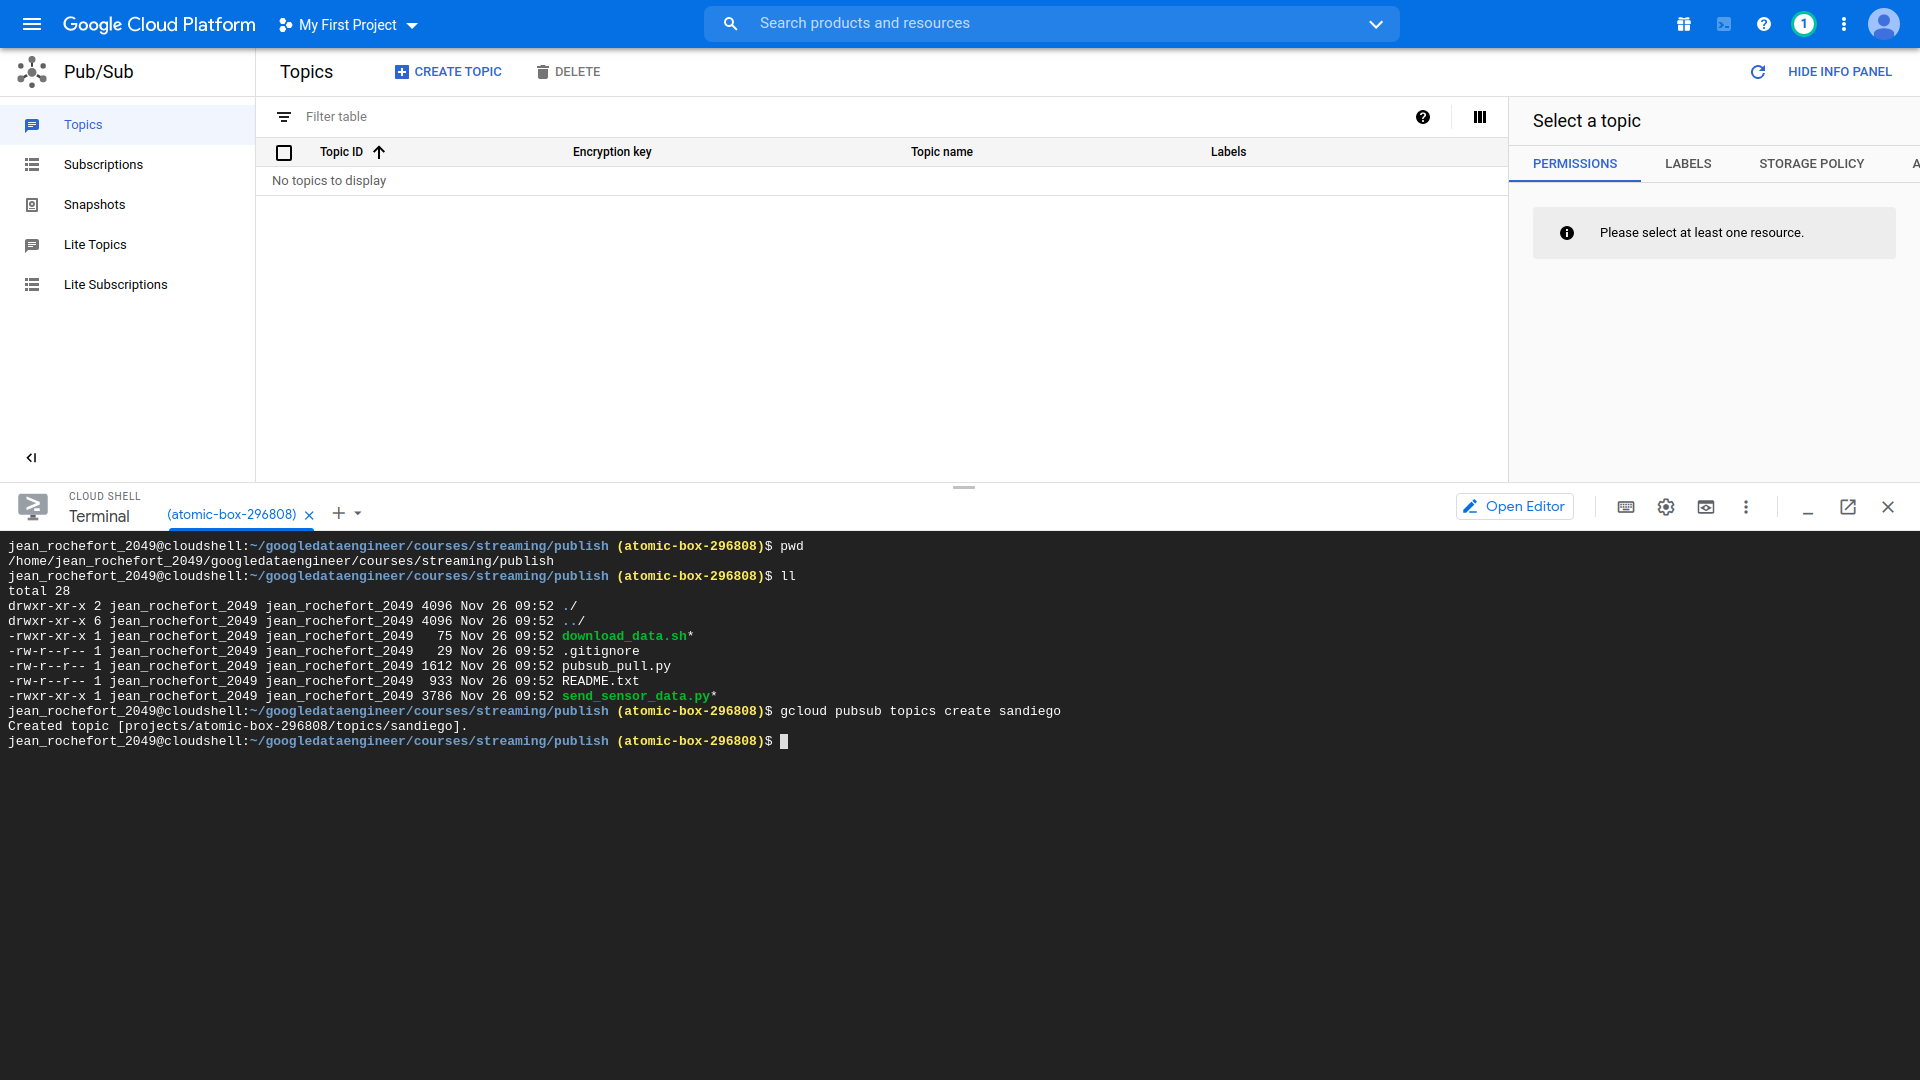 Google Cloud Platform My First Project Search products and resources 1
Pub/Sub Topics CREATE TOPIC DELETE HIDE INFO PANEL
Topics
Subscriptions
Snapshots
Lite Topics
Lite Subscriptions
Filter table
Topic ID Encryption key Topic name Labels
No topics to display
Select a topic
PERMISSIONS LABELS STORAGE POLICY A
Please select at least one resource.
CLOUD SHELL
Terminal (atomic-box-296808) Open Editor
jean_rochefort_2049@cloudshell:~/googledataengineer/courses/streaming/publish (atomic-box-296808)$ pwd
/home/jean_rochefort_2049/googledataengineer/courses/streaming/publish
jean_rochefort_2049@cloudshell:~/googledataengineer/courses/streaming/publish (atomic-box-296808)$ ll
total 28
drwxr-xr-x 2 jean_rochefort_2049 jean_rochefort_2049 4096 Nov 26 09:52 ./
drwxr-xr-x 6 jean_rochefort_2049 jean_rochefort_2049 4096 Nov 26 09:52 ../
-rwxr-xr-x 1 jean_rochefort_2049 jean_rochefort_2049   75 Nov 26 09:52 download_data.sh*
-rw-r--r-- 1 jean_rochefort_2049 jean_rochefort_2049   29 Nov 26 09:52 .gitignore
-rw-r--r-- 1 jean_rochefort_2049 jean_rochefort_2049 1612 Nov 26 09:52 pubsub_pull.py
-rw-r--r-- 1 jean_rochefort_2049 jean_rochefort_2049  933 Nov 26 09:52 README.txt
-rwxr-xr-x 1 jean_rochefort_2049 jean_rochefort_2049 3786 Nov 26 09:52 send_sensor_data.py*
jean_rochefort_2049@cloudshell:~/googledataengineer/courses/streaming/publish (atomic-box-296808)$ gcloud pubsub topics create sandiego
Created topic [projects/atomic-box-296808/topics/sandiego].
jean_rochefort_2049@cloudshell:~/googledataengineer/courses/streaming/publish (atomic-box-296808)$